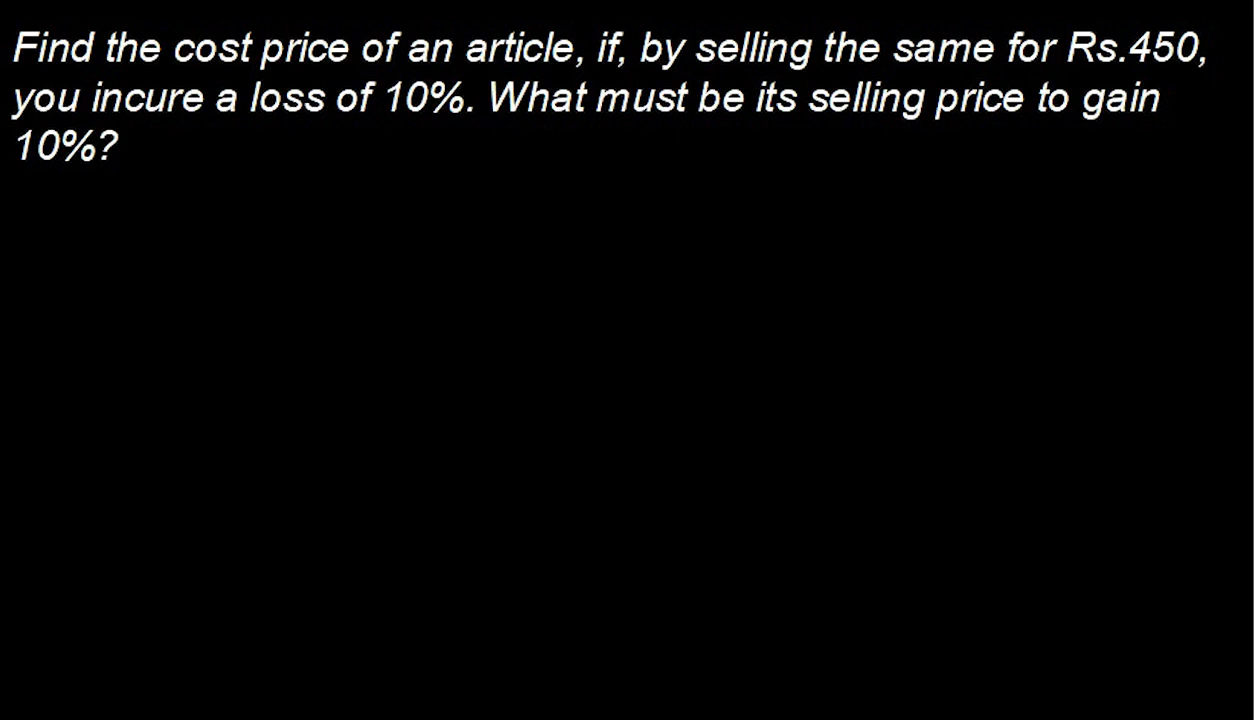 Find the cost price of an article, if, by selling the same for Rs.450,
you incure a loss of 10%. What must be its selling price to gain
10%?